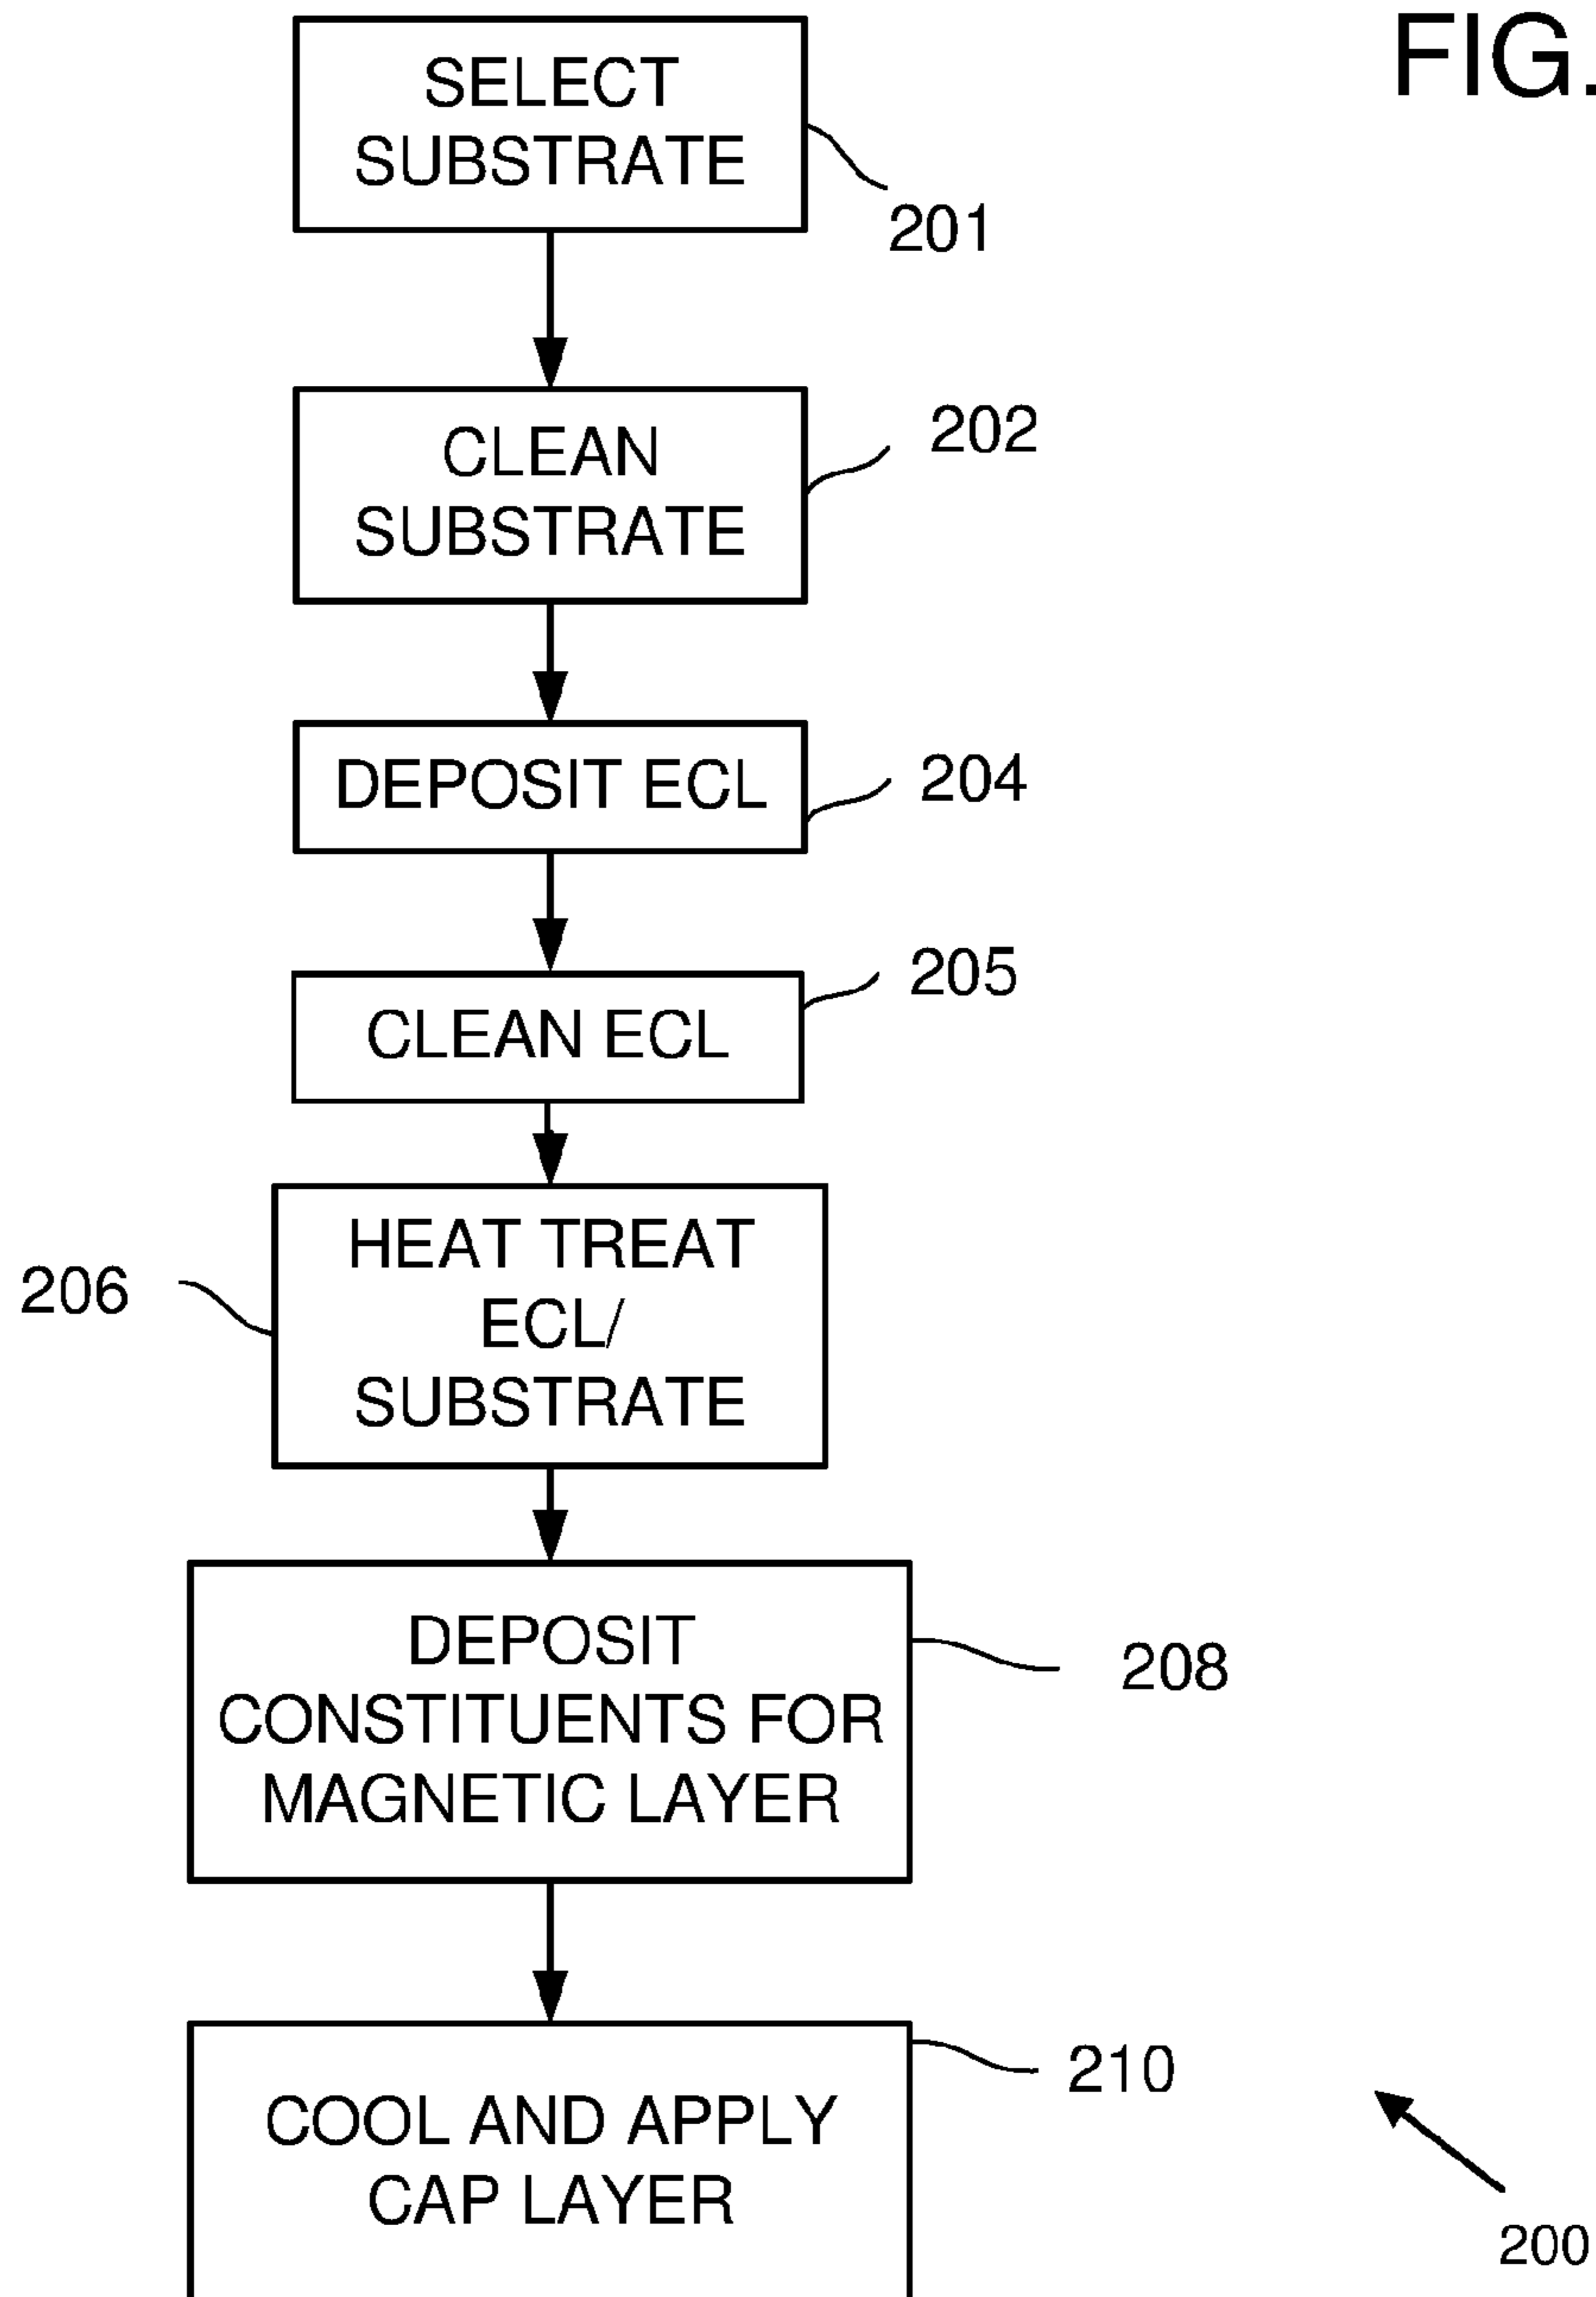 FIG.
SELECT
SUBSTRATE
201
CLEAN
SUBSTRATE
202
DEPOSIT ECL
204
CLEAN ECL
205
HEAT TREAT
ECL/
SUBSTRATE
206
DEPOSIT
CONSTITUENTS FOR
MAGNETIC LAYER
208
COOL AND APPLY
CAP LAYER
210
200